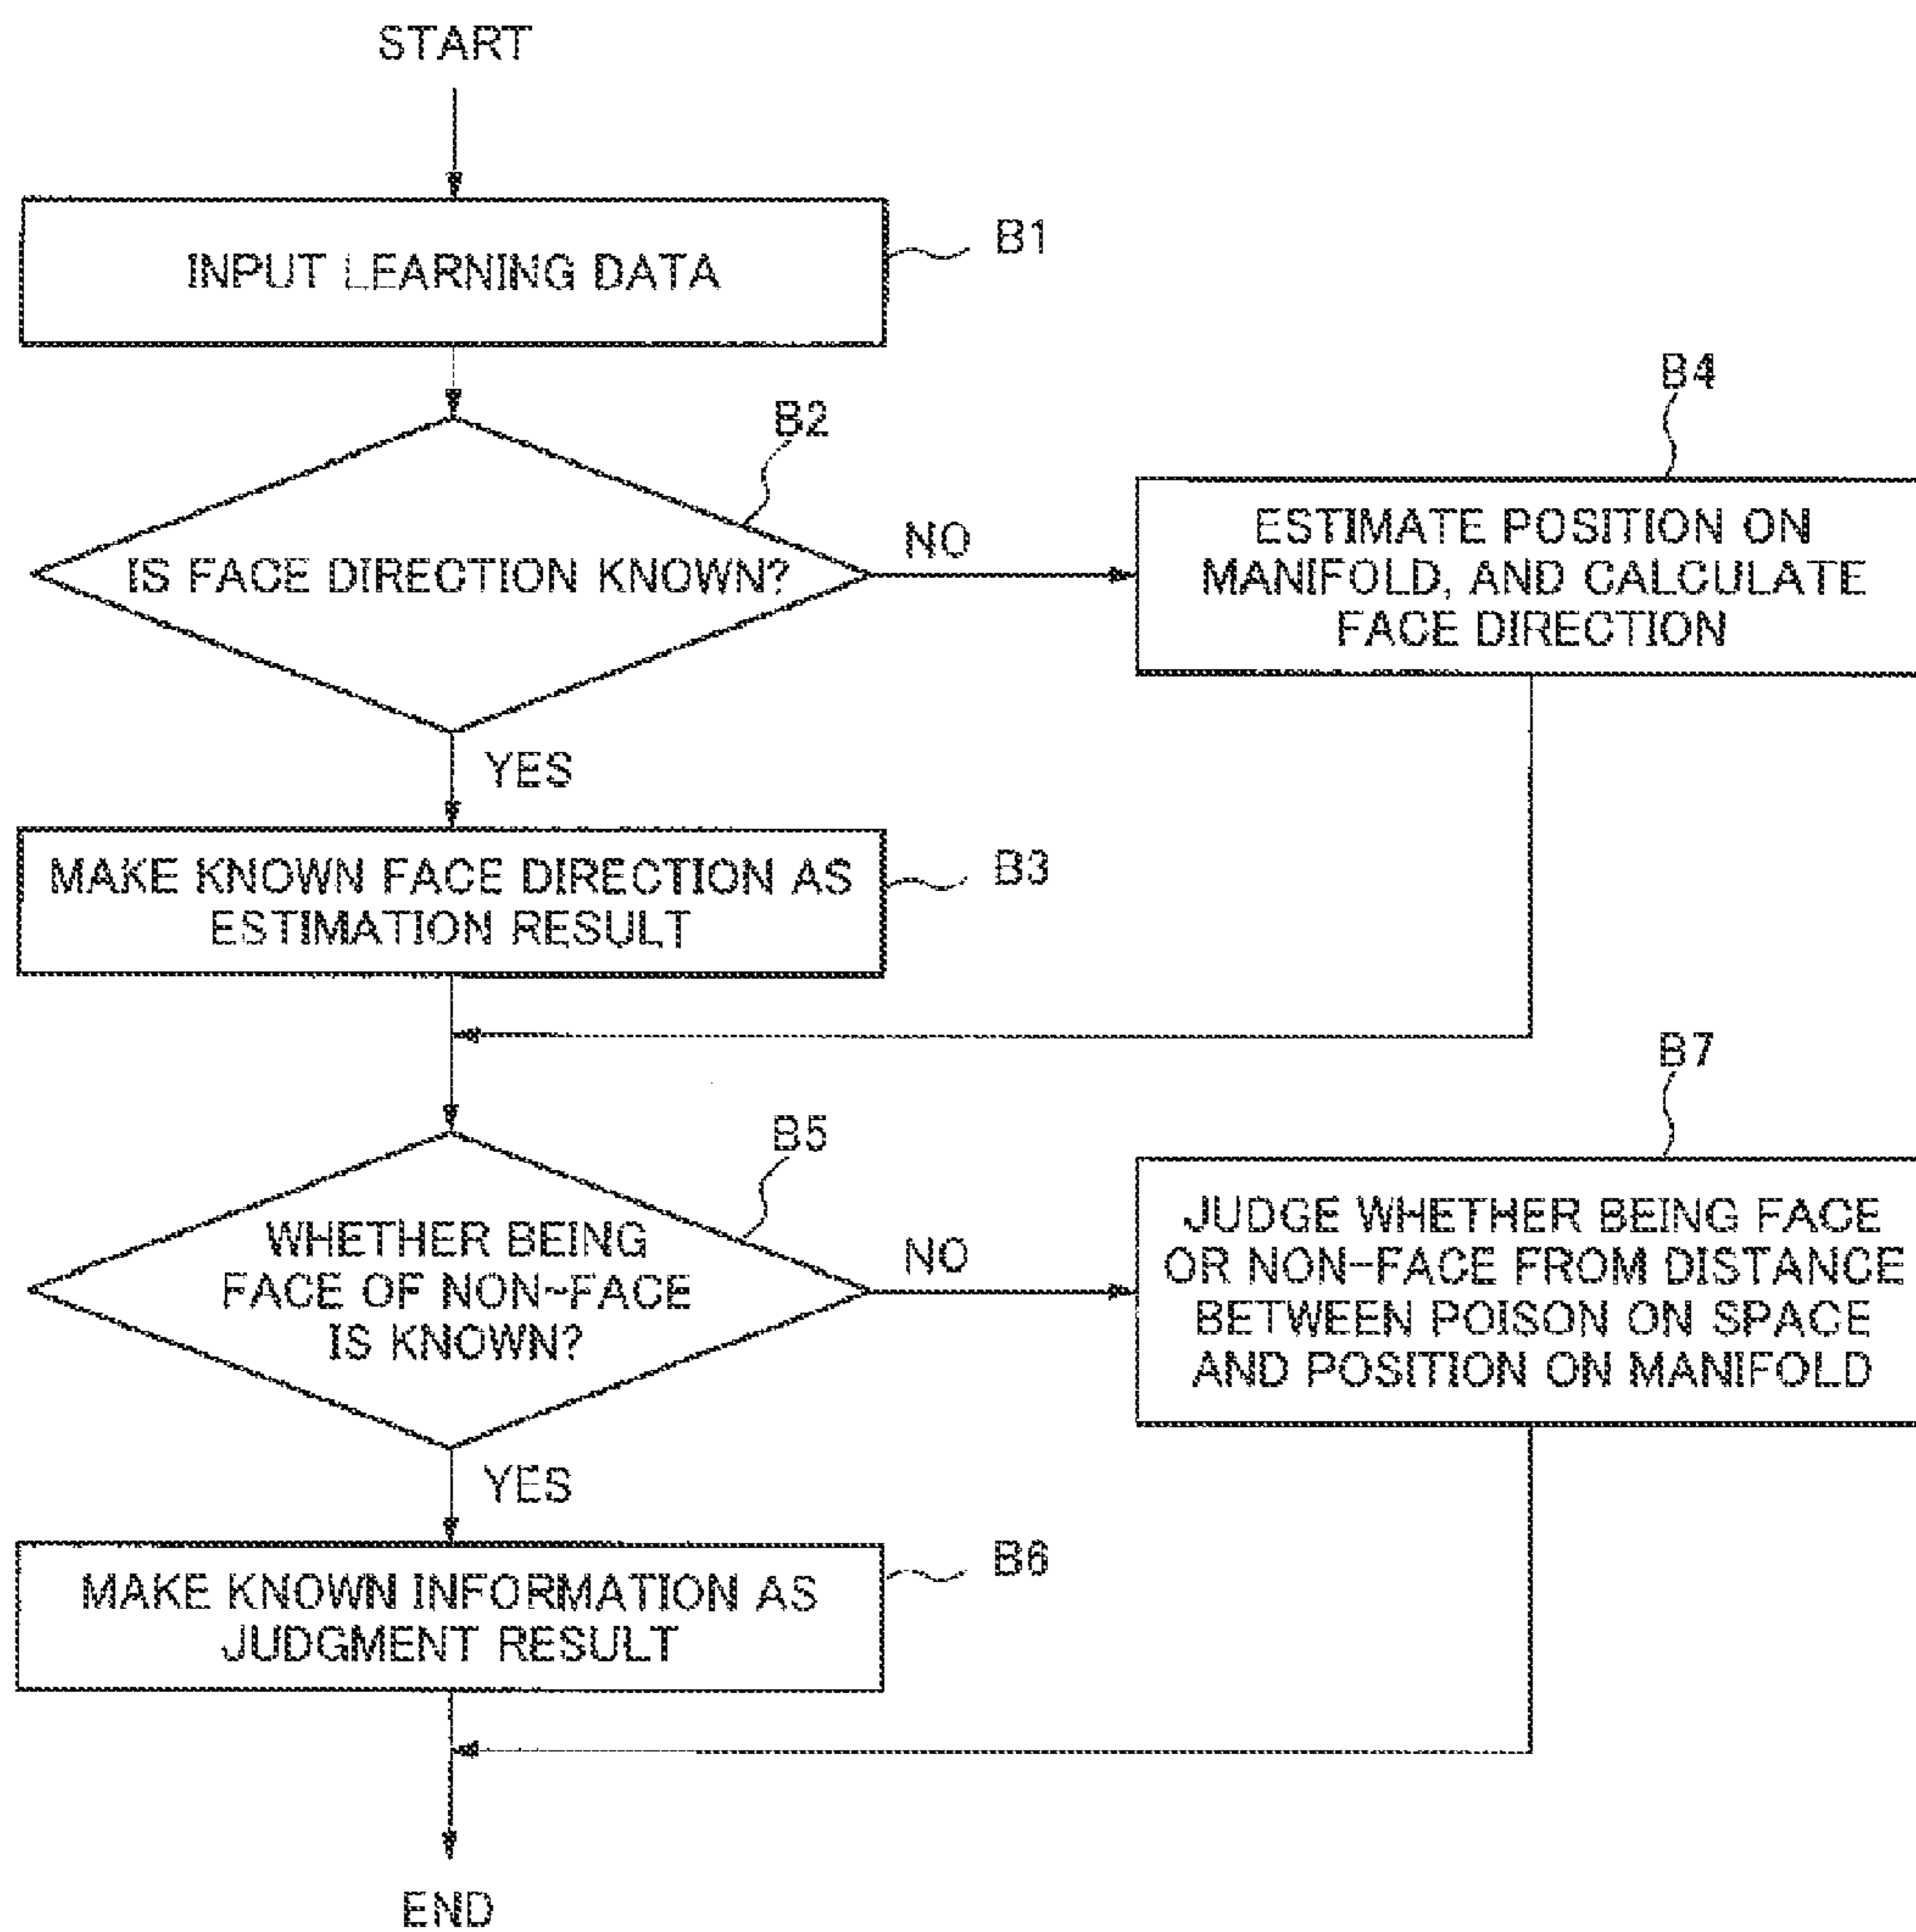 START
INPUT LEARNING DATA
B1
B2
IS FACE DIRECTION KNOWN?
NO
B4
ESTIMATE POSITION ON
MANIFOLD, AND CALCULATE
FACE DIRECTION
YES
MAKE KNOWN FACE DIRECTION AS
ESTIMATION RESULT
B3
B5
WHETHER BEING
FACE OF NON-FACE
IS KNOWN?
NO
B7
JUDGE WHETHER BEING FACE
OR NON-FACE FROM DISTANCE
BETWEEN POISON ON SPACE
AND POSITION ON MANIFOLD
YES
MAKE KNOWN INFORMATION AS
JUDGMENT RESULT
B6
END